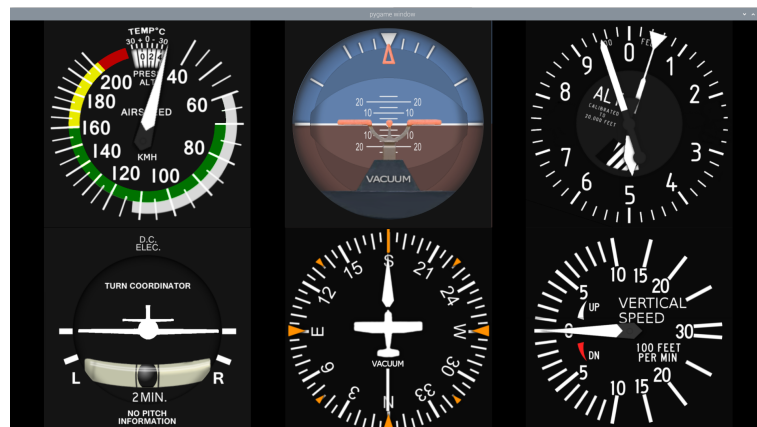 pygame window
TEMP°C
30 + 0 - 30
PRESS
ALT
40
60
80
100
120
140
160
180
200
AIRSPEED
KMH
20 20
10 10
10 10
20 20
VACUUM
0
1
2
3
4
5
6
7
8
9
ALT
CALIBRATED
TO
20,000 FEET
D.C.
ELEC.
TURN COORDINATOR
L R
2 MIN.
NO PITCH
INFORMATION
S
21
24
W
30
33
N
3
6
E
12
15
VACUUM
5 10 15 20
UP
VERTICAL
SPEED
0 30
100 FEET
PER MIN
DN
5 10 15 20